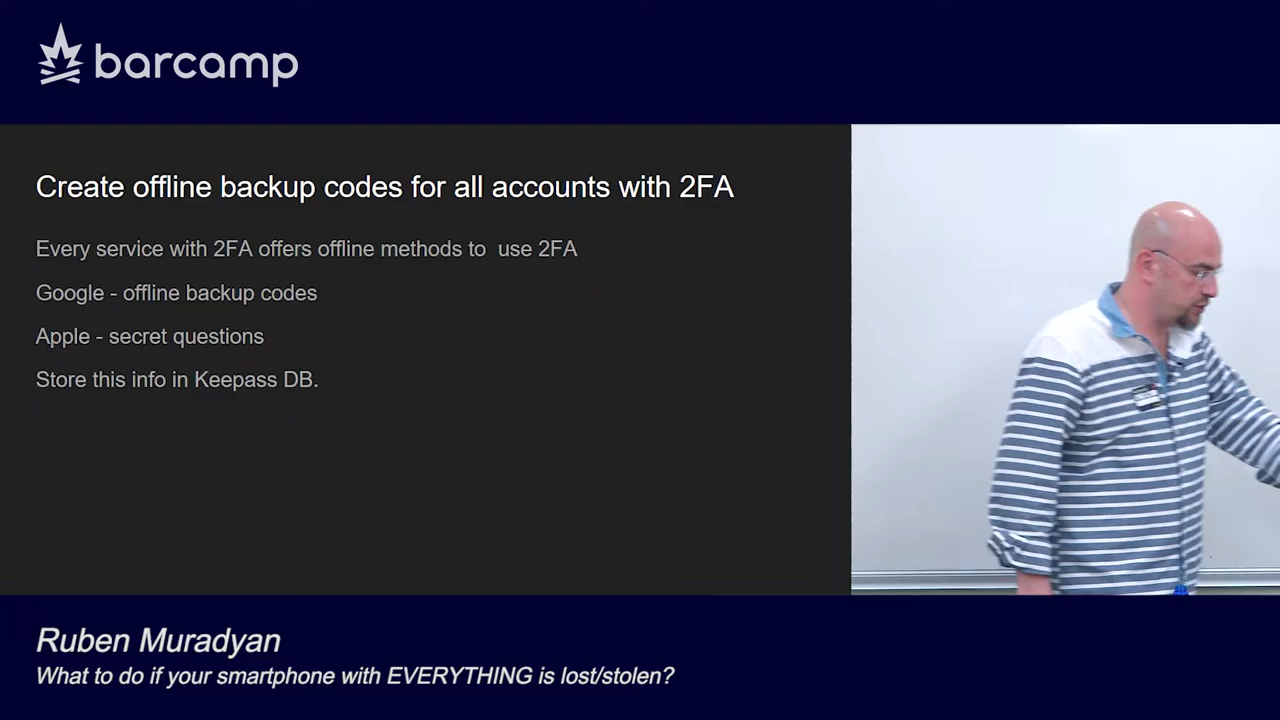 barcamp
Create offline backup codes for all accounts with 2FA
Every service with 2FA offers offline methods to  use 2FA
Google - offline backup codes
Apple - secret questions
Store this info in Keepass DB.
Ruben Muradyan
What to do if your smartphone with EVERYTHING is lost/stolen?